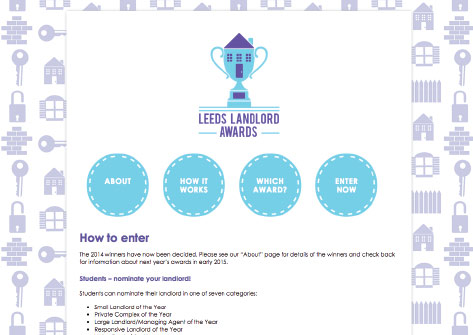 LEEDS LANDLORD
AWARDS
ABOUT
HOW IT
WORKS
WHICH
AWARD?
ENTER
NOW
How to enter
The 2014 winners have now been decided. Please see our "About" page for details of the winners and check back
for information about next year's awards in early 2015.
Students – nominate your landlord!
Students can nominate their landlord in one of seven categories:
• Small Landlord of the Year
• Private Complex of the Year
• Large Landlord/Managing Agent of the Year
• Responsive Landlord of the Year